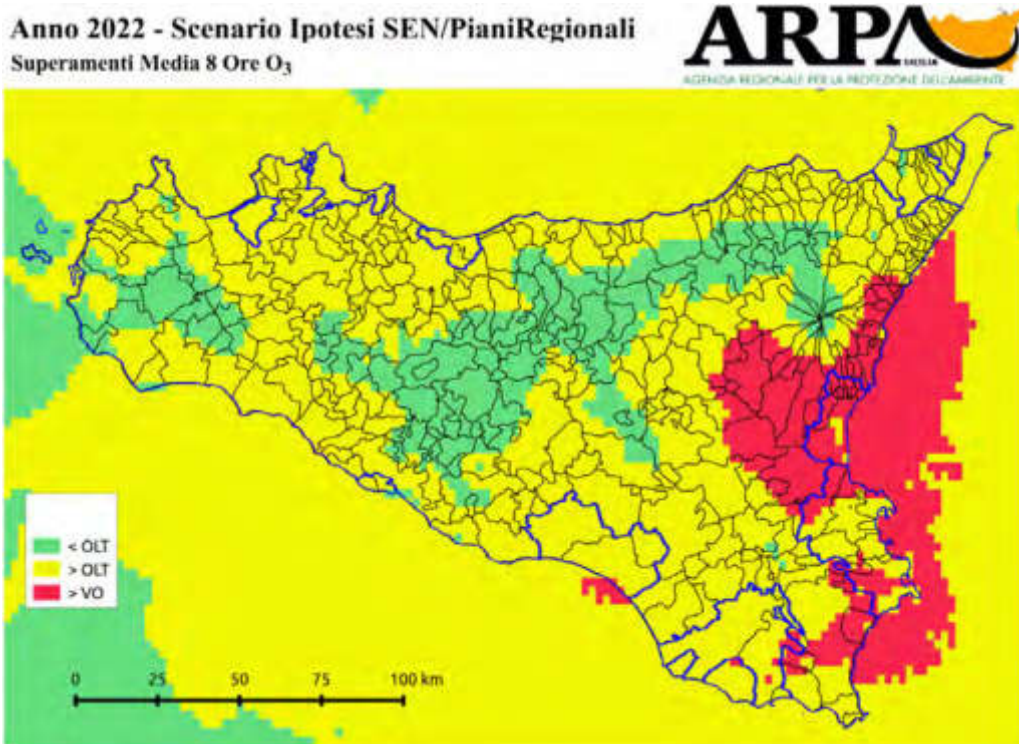 Anno 2022 - Scenario Ipotesi SEN/PianiRegionali
Superamenti Media 8 Ore O₃
ARPA
SICILIA
AGENZIA REGIONALE PER LA PROTEZIONE DELL'AMBIENTE
< OLT
> OLT
> VO
0 25 50 75 100 km